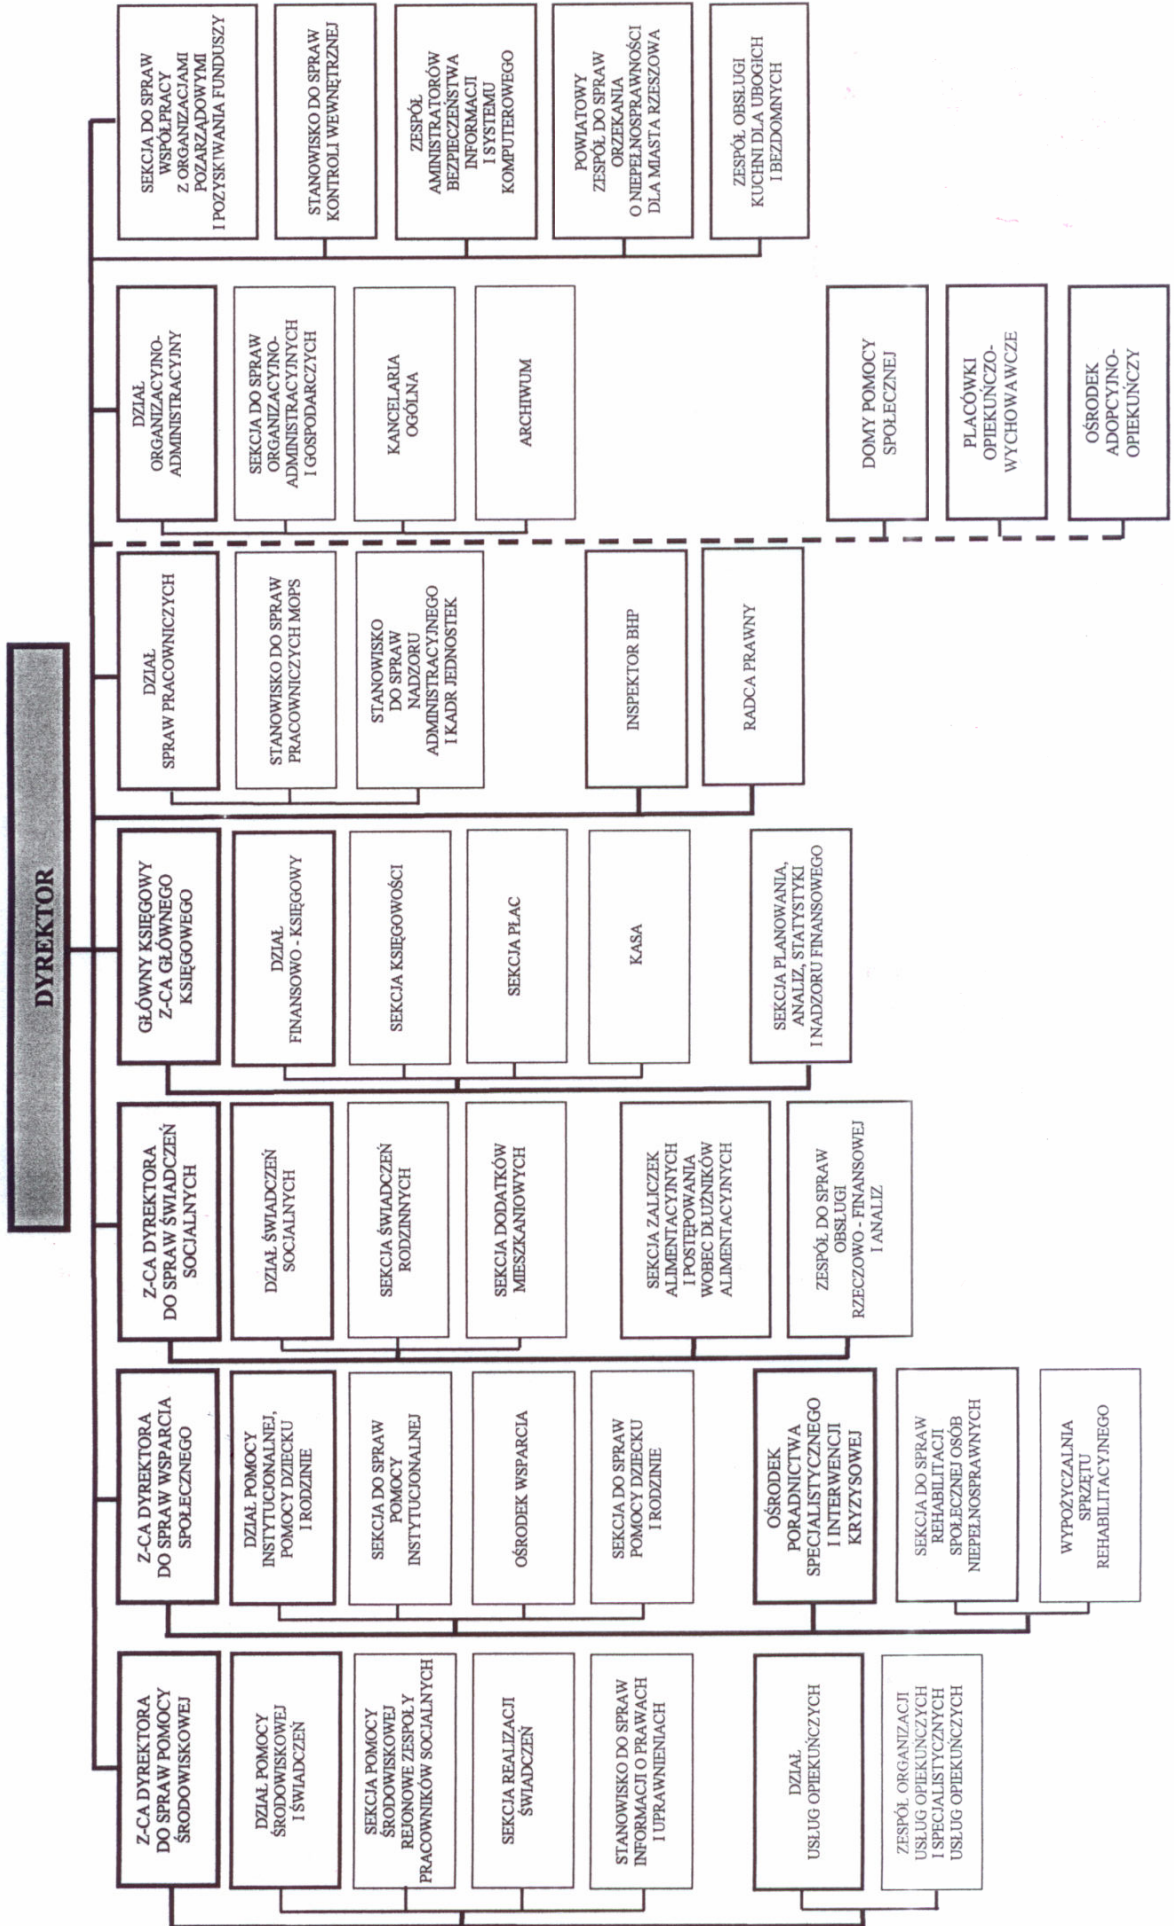 DYREKTOR
Z-CA DYREKTORA
DO SPRAW POMOCY
ŚRODOWISKOWEJ
DZIAŁ POMOCY
ŚRODOWISKOWEJ
I ŚWIADCZEŃ
SEKCJA POMOCY
ŚRODOWISKOWEJ
REJONOWE ZESPOŁY
PRACOWNIKÓW SOCJALNYCH
SEKCJA REALIZACJI
ŚWIADCZEŃ
STANOWISKO DO SPRAW
INFORMACJI O PRAWACH
I UPRAWNIENIACH
DZIAŁ
USŁUG OPIEKUŃCZYCH
ZESPÓŁ ORGANIZACJI
USŁUG OPIEKUŃCZYCH
I SPECJALISTYCZNYCH
USŁUG OPIEKUŃCZYCH
Z-CA DYREKTORA
DO SPRAW WSPARCIA
SPOŁECZNEGO
DZIAŁ POMOCY
INSTYTUCJONALNEJ,
POMOCY DZIECKU
I RODZINIE
SEKCJA DO SPRAW
POMOCY
INSTYTUCJONALNEJ
OŚRODEK WSPARCIA
SEKCJA DO SPRAW
POMOCY DZIECKU
I RODZINIE
OŚRODEK
PORADNICTWA
SPECJALISTYCZNEGO
I INTERWENCJI
KRYZYSOWEJ
SEKCJA DO SPRAW
REHABILITACJI
SPOŁECZNEJ OSÓB
NIEPEŁNOSPRAWNYCH
WYPOŻYCZALNIA
SPRZĘTU
REHABILITACYJNEGO
Z-CA DYREKTORA
DO SPRAW ŚWIADCZEŃ
SOCJALNYCH
DZIAŁ ŚWIADCZEŃ
SOCJALNYCH
SEKCJA ŚWIADCZEŃ
RODZINNYCH
SEKCJA DODATKÓW
MIESZKANIOWYCH
SEKCJA ZALICZEK
ALIMENTACYJNYCH
I POSTĘPOWANIA
WOBEC DŁUŻNIKÓW
ALIMENTACYJNYCH
ZESPÓŁ DO SPRAW
OBSŁUGI
RZECZOWO - FINANSOWEJ
I ANALIZ
GŁÓWNY KSIĘGOWY
Z-CA GŁÓWNEGO
KSIĘGOWEGO
DZIAŁ
FINANSOWO - KSIĘGOWY
SEKCJA KSIĘGOWOŚCI
SEKCJA PŁAC
KASA
SEKCJA PLANOWANIA,
ANALIZ, STATYSTYKI
I NADZORU FINANSOWEGO
DZIAŁ
SPRAW PRACOWNICZYCH
STANOWISKO DO SPRAW
PRACOWNICZYCH MOPS
STANOWISKO
DO SPRAW
NADZORU
ADMINISTRACYJNEGO
I KADR JEDNOSTEK
INSPEKTOR BHP
RADCA PRAWNY
DZIAŁ
ORGANIZACYJNO-
ADMINISTRACYJNY
SEKCJA DO SPRAW
ORGANIZACYJNO-
ADMINISTRACYJNYCH
I GOSPODARCZYCH
KANCELARIA
OGÓLNA
ARCHIWUM
DOMY POMOCY
SPOŁECZNEJ
PLACÓWKI
OPIEKUŃCZO-
WYCHOWAWCZE
OŚRODEK
ADOPCYJNO-
OPIEKUŃCZY
SEKCJA DO SPRAW
WSPÓŁPRACY
Z ORGANIZACJAMI
POZARZĄDOWYMI
I POZYSKIWANIA FUNDUSZY
STANOWISKO DO SPRAW
KONTROLI WEWNĘTRZNEJ
ZESPÓŁ
AMINISTRATORÓW
BEZPIECZEŃSTWA
INFORMACJI
I SYSTEMU
KOMPUTEROWEGO
POWIATOWY
ZESPÓŁ DO SPRAW
ORZEKANIA
O NIEPEŁNOSPRAWNOŚCI
DLA MIASTA RZESZOWA
ZESPÓŁ OBSŁUGI
KUCHNI DLA UBOGICH
I BEZDOMNYCH